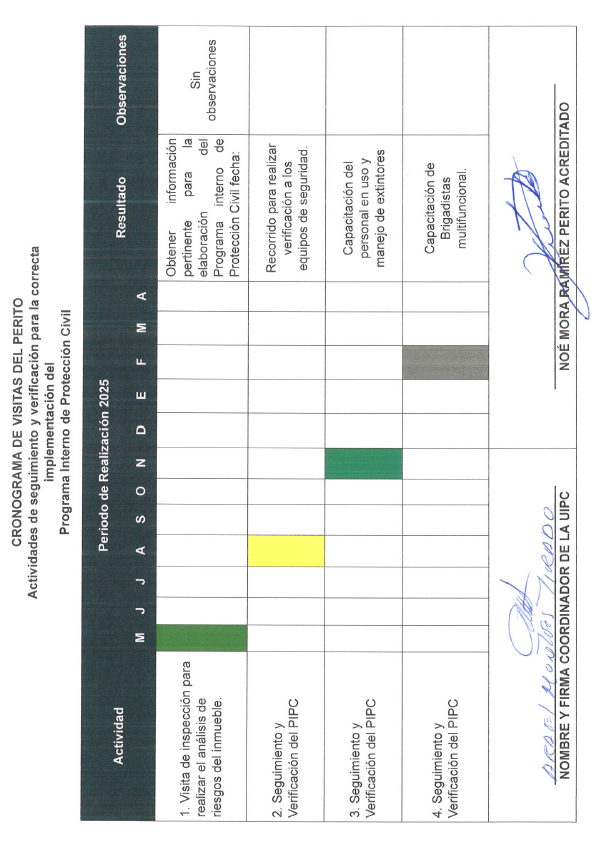 CRONOGRAMA DE VISITAS DEL PERITO
Actividades de seguimiento y verificación para la correcta
implementación del
Programa Interno de Protección Civil
Actividad
Periodo de Realización 2025
Resultado
Observaciones
M J J A S O N D E F M A
1. Visita de inspección para
realizar el análisis de
riesgos del inmueble.
Obtener información
pertinente para la
elaboración del
Programa interno de
Protección Civil fecha:
Sin
observaciones
2. Seguimiento y
Verificación del PIPC
Recorrido para realizar
verificación a los
equipos de seguridad.
3. Seguimiento y
Verificación del PIPC
Capacitación del
personal en uso y
manejo de extintores
4. Seguimiento y
Verificación del PIPC
Capacitación de
Brigadistas
multifuncional.
NOMBRE Y FIRMA COORDINADOR DE LA UIPC
NOÉ MORA RAMÍREZ PERITO ACREDITADO